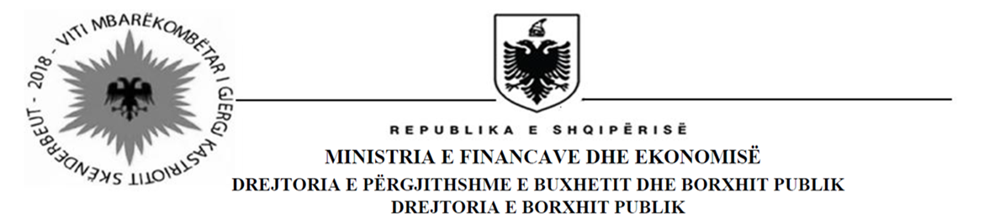 2018 - VITI MBARËKOMBËTAR I GJERGJ KASTRIOTIT SKËNDERBEUT -
REPUBLIKA E SHQIPËRISË
MINISTRIA E FINANCAVE DHE EKONOMISË
DREJTORIA E PËRGJITHSHME E BUXHETIT DHE BORXHIT PUBLIK
DREJTORIA E BORXHIT PUBLIK